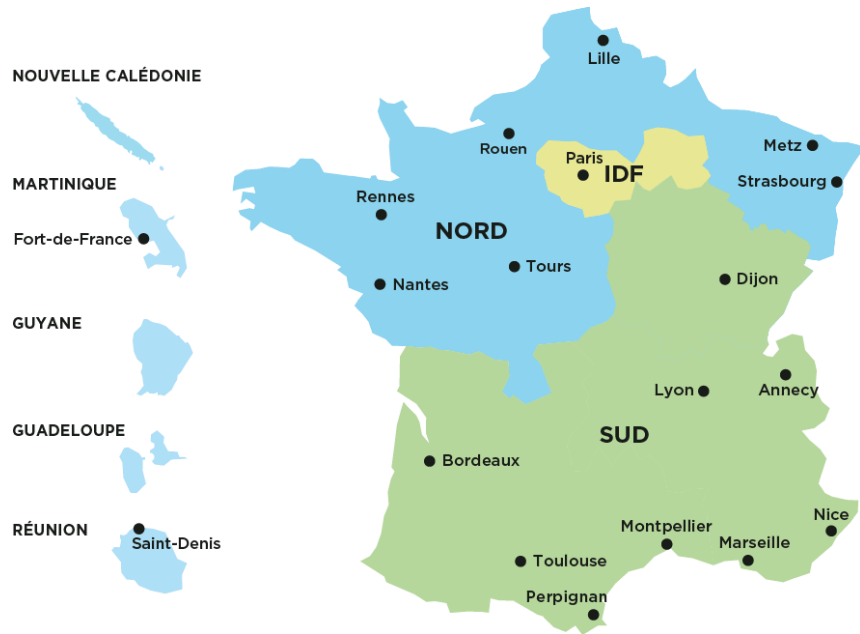 NOUVELLE CALÉDONIE
MARTINIQUE
Fort-de-France
GUYANE
GUADELOUPE
RÉUNION
Saint-Denis
Lille
Rouen
Paris
IDF
Metz
Strasbourg
Rennes
NORD
Tours
Nantes
Dijon
Lyon
Annecy
SUD
Bordeaux
Nice
Montpellier
Marseille
Toulouse
Perpignan